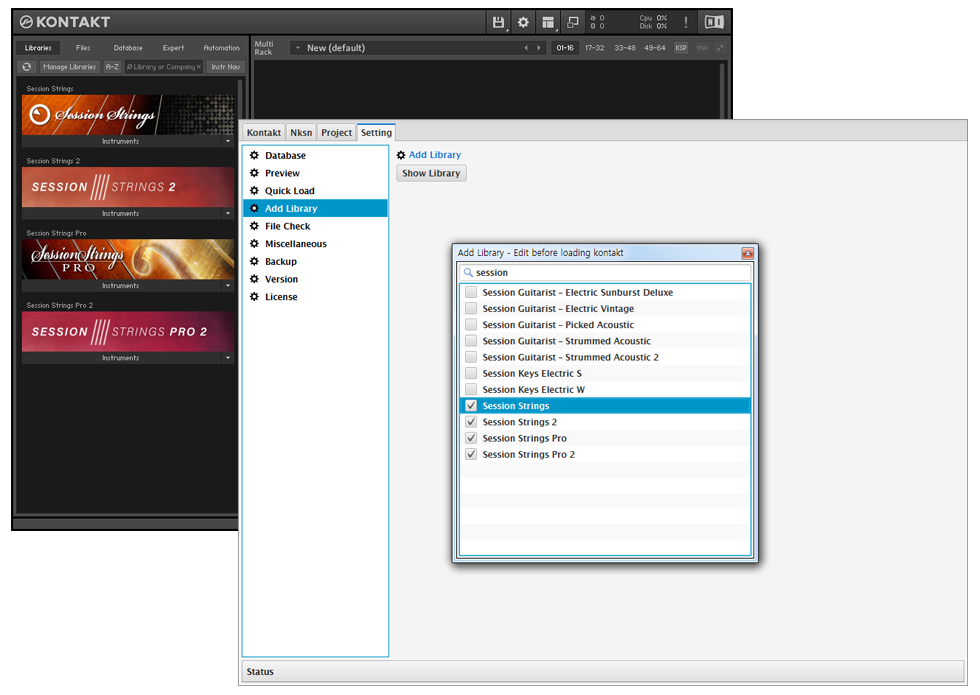 KONTAKT
0
0
Cpu 0%
Disk 0%
!
Libraries Files Database Expert Automation
Multi
Rack
New (default)
01-16 17-32 33-48 49-64 KSP
Manage Libraries A-Z Library or Company × Instr Nav
Session Strings
Session Strings
Instruments
Session Strings 2
SESSION STRINGS 2
Instruments
Session Strings Pro
Session Strings
PRO
Instruments
Session Strings Pro 2
SESSION STRINGS PRO 2
Instruments
Kontakt Nksn Project Setting
Database
Preview
Quick Load
Add Library
File Check
Miscellaneous
Backup
Version
License
Add Library
Show Library
Add Library - Edit before loading kontakt
session
Session Guitarist – Electric Sunburst Deluxe
Session Guitarist – Electric Vintage
Session Guitarist – Picked Acoustic
Session Guitarist – Strummed Acoustic
Session Guitarist – Strummed Acoustic 2
Session Keys Electric S
Session Keys Electric W
Session Strings
Session Strings 2
Session Strings Pro
Session Strings Pro 2
Status